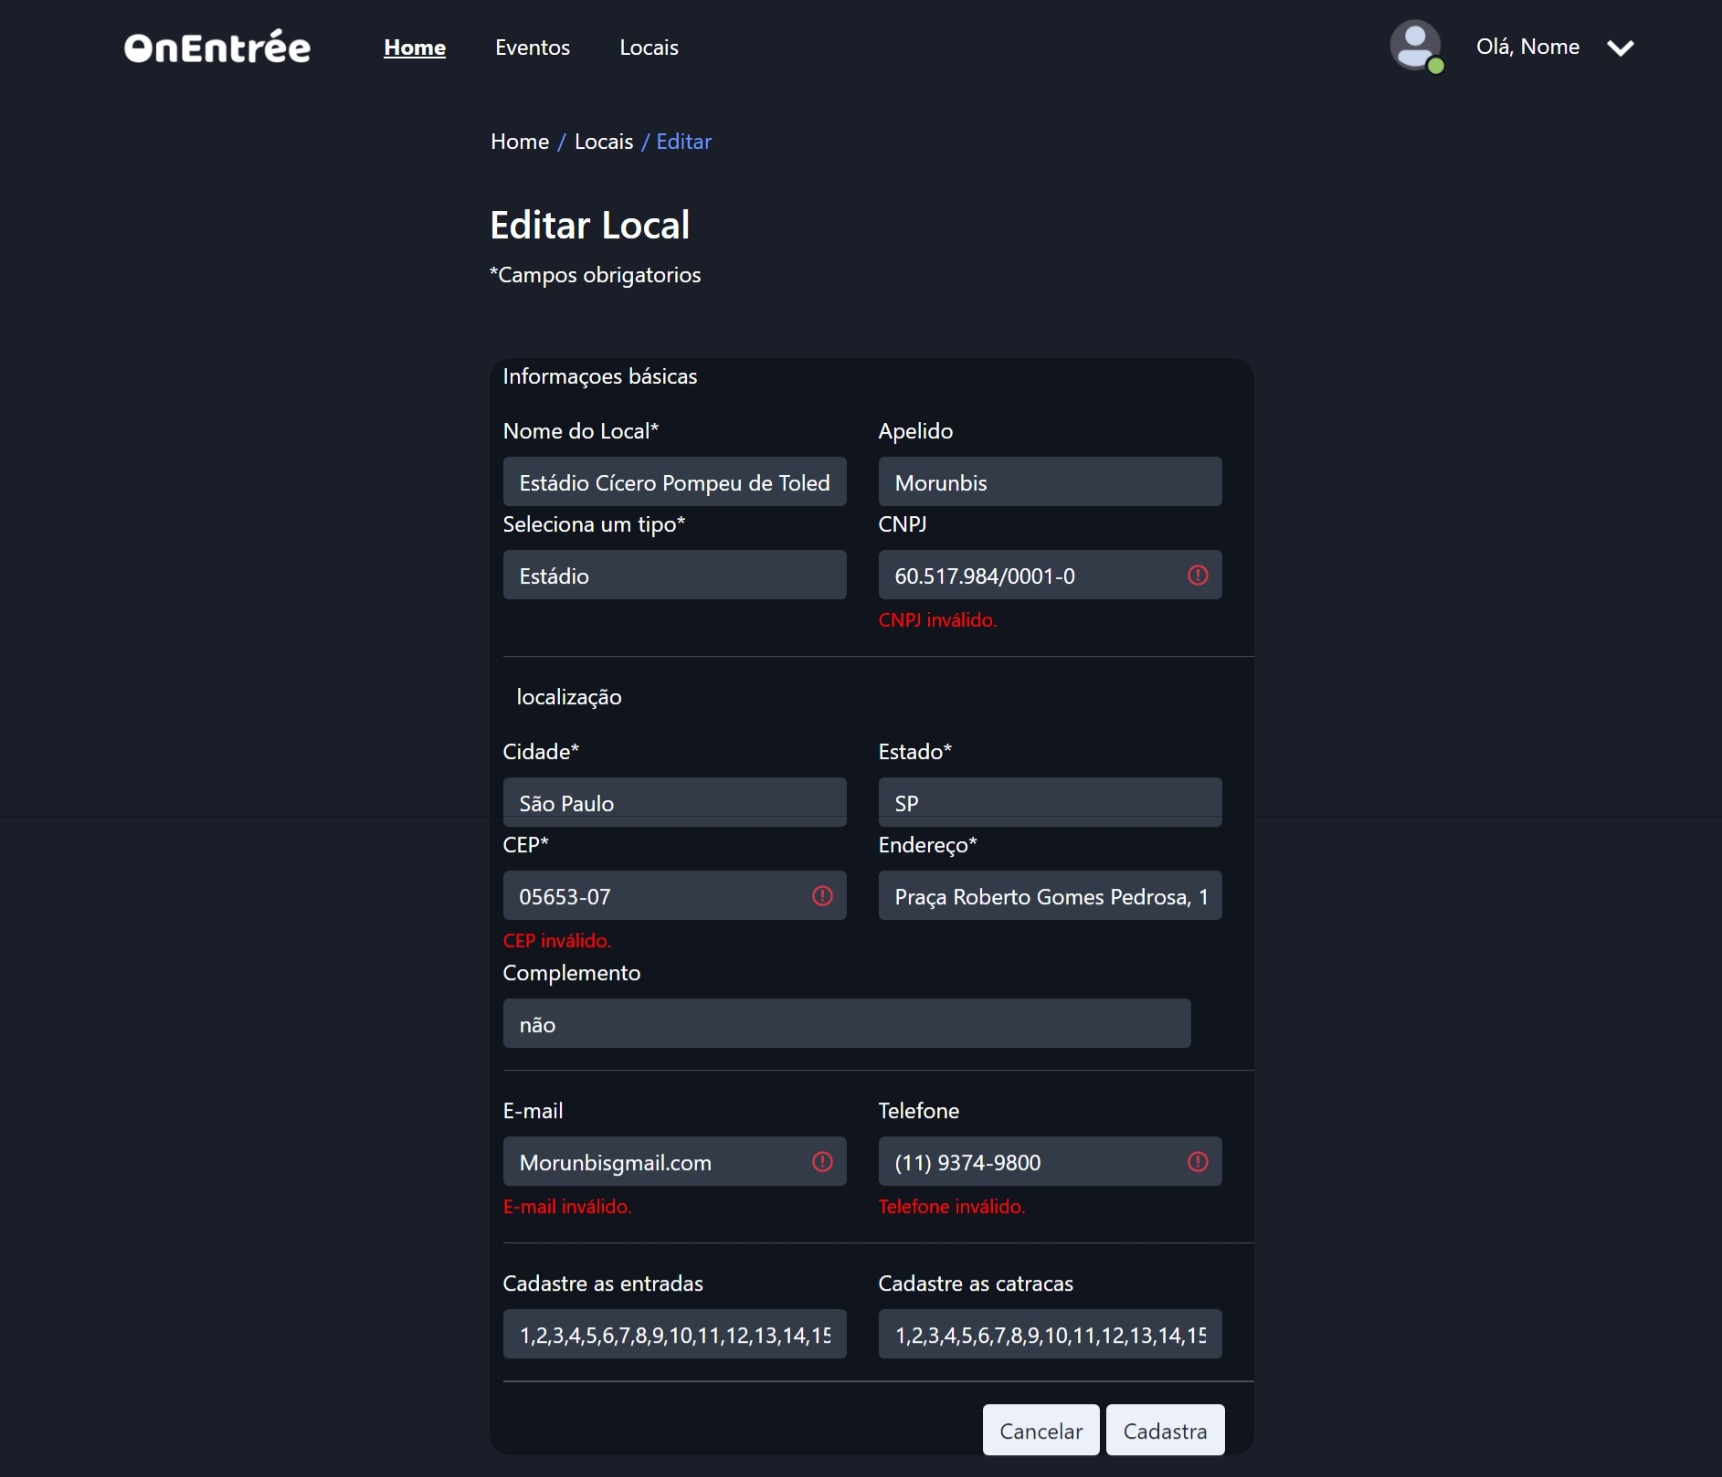 OnEntrée Home Eventos Locais Olá, Nome
Home / Locais / Editar
Editar Local
*Campos obrigatorios
Informaçoes básicas
Nome do Local* Apelido
Estádio Cícero Pompeu de Toled Morunbis
Seleciona um tipo* CNPJ
Estádio 60.517.984/0001-0
CNPJ inválido.
localização
Cidade* Estado*
São Paulo SP
CEP* Endereço*
05653-07 Praça Roberto Gomes Pedrosa, 1
CEP inválido.
Complemento
não
E-mail Telefone
Morunbisgmail.com (11) 9374-9800
E-mail inválido. Telefone inválido.
Cadastre as entradas Cadastre as catracas
1,2,3,4,5,6,7,8,9,10,11,12,13,14,15 1,2,3,4,5,6,7,8,9,10,11,12,13,14,15
Cancelar Cadastra